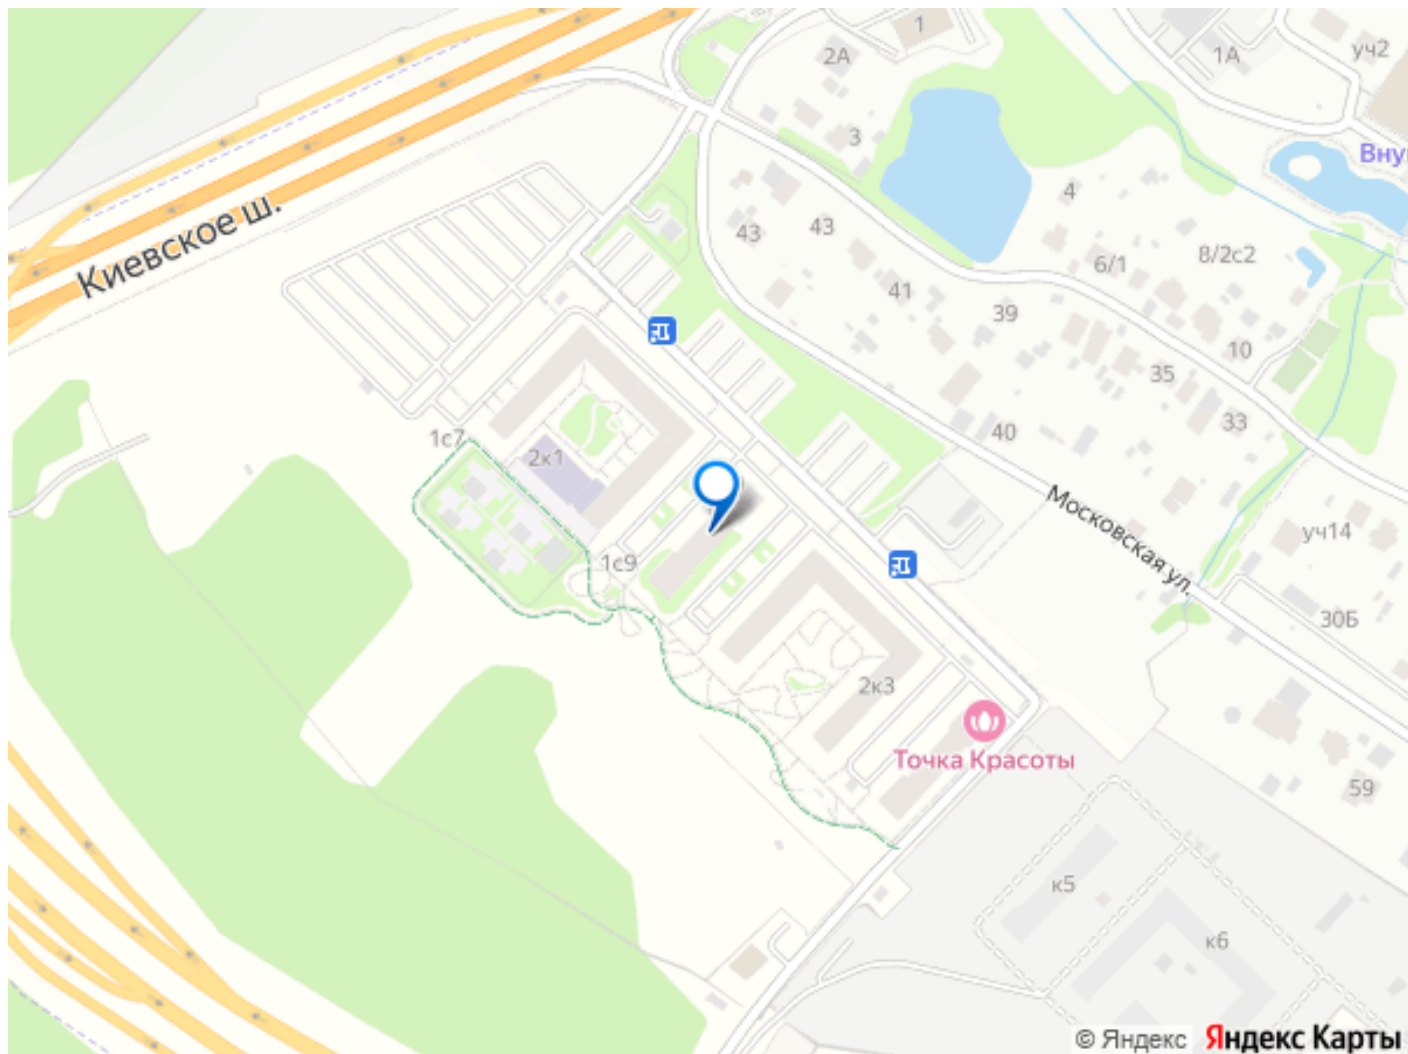 1
2А
1А
уч2
3
Вну
4
43
43
8/2с2
6/1
Киевское ш.
41
39
10
35
33
1с7
40
2к1
Московская ул.
уч14
1с9
30Б
2к3
Точка Красоты
59
к5
к6
© Яндекс
Яндекс Карты